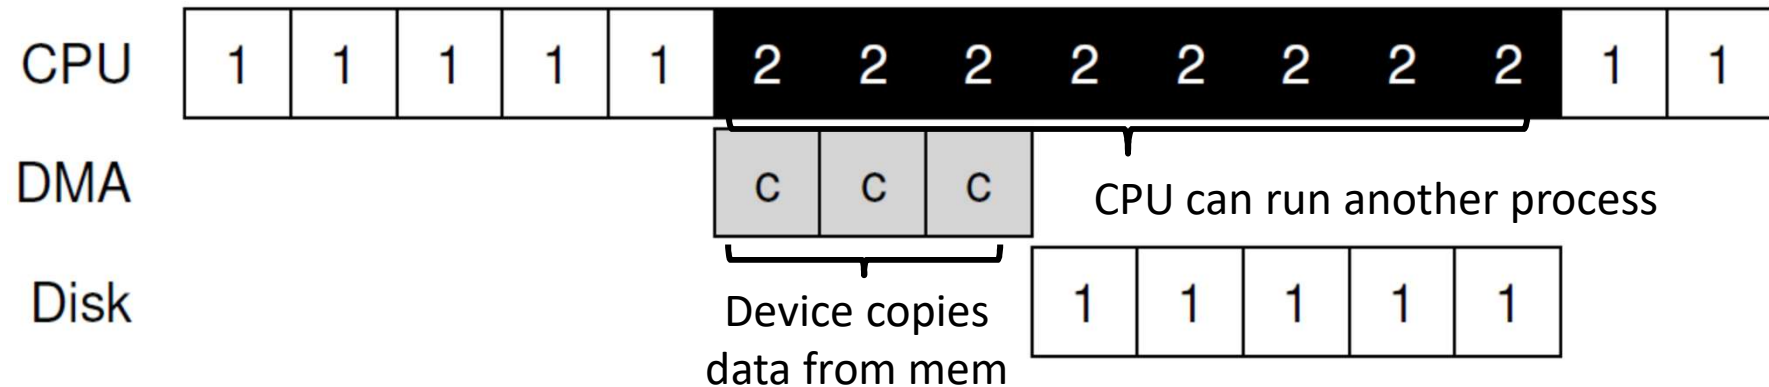 CPU 1 1 1 1 1 2 2 2 2 2 2 2 2 1 1
DMA c c c
CPU can run another process
Disk 1 1 1 1 1
Device copies
data from mem